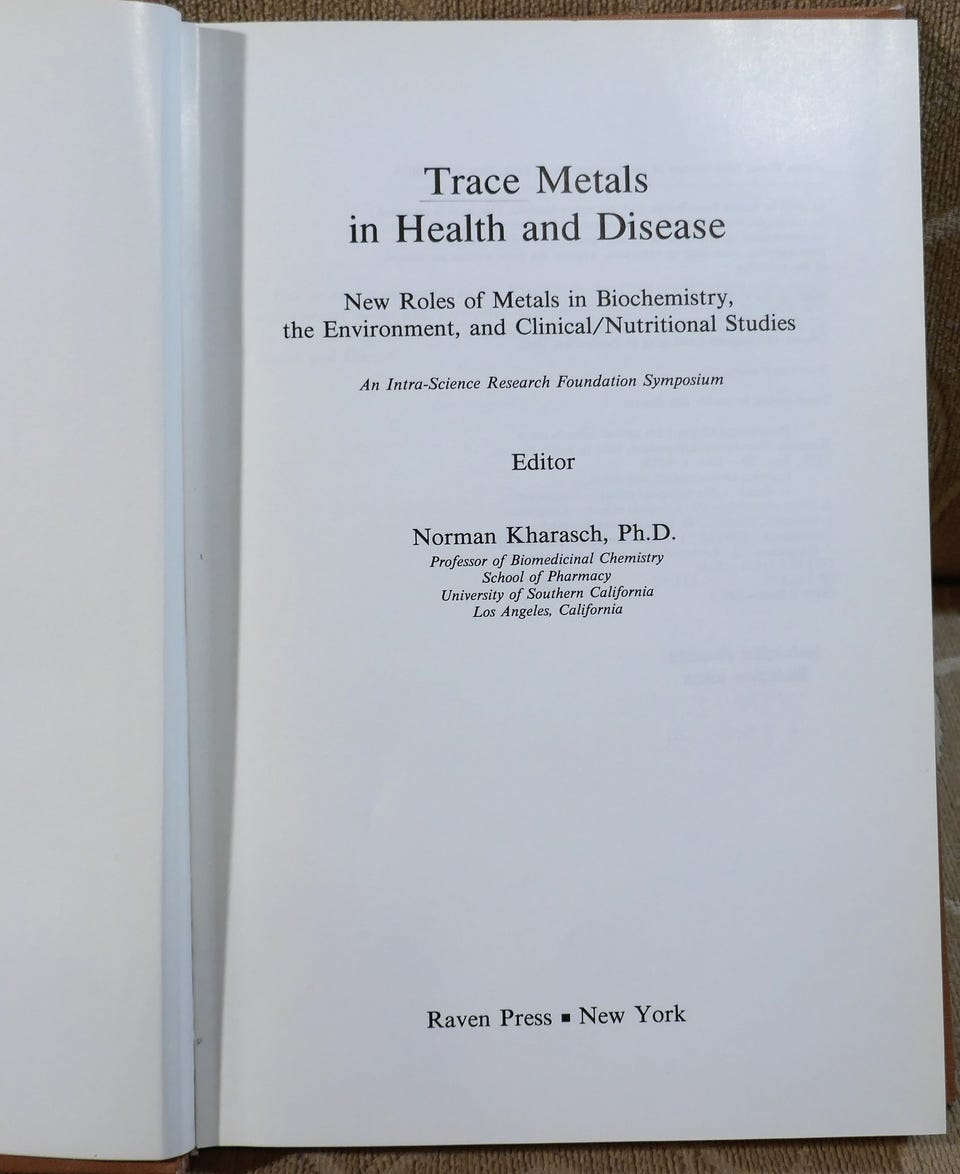 Trace Metals
in Health and Disease
New Roles of Metals in Biochemistry,
the Environment, and Clinical/Nutritional Studies
An Intra-Science Research Foundation Symposium
Editor
Norman Kharasch, Ph.D.
Professor of Biomedicinal Chemistry
School of Pharmacy
University of Southern California
Los Angeles, California
Raven Press ■ New York